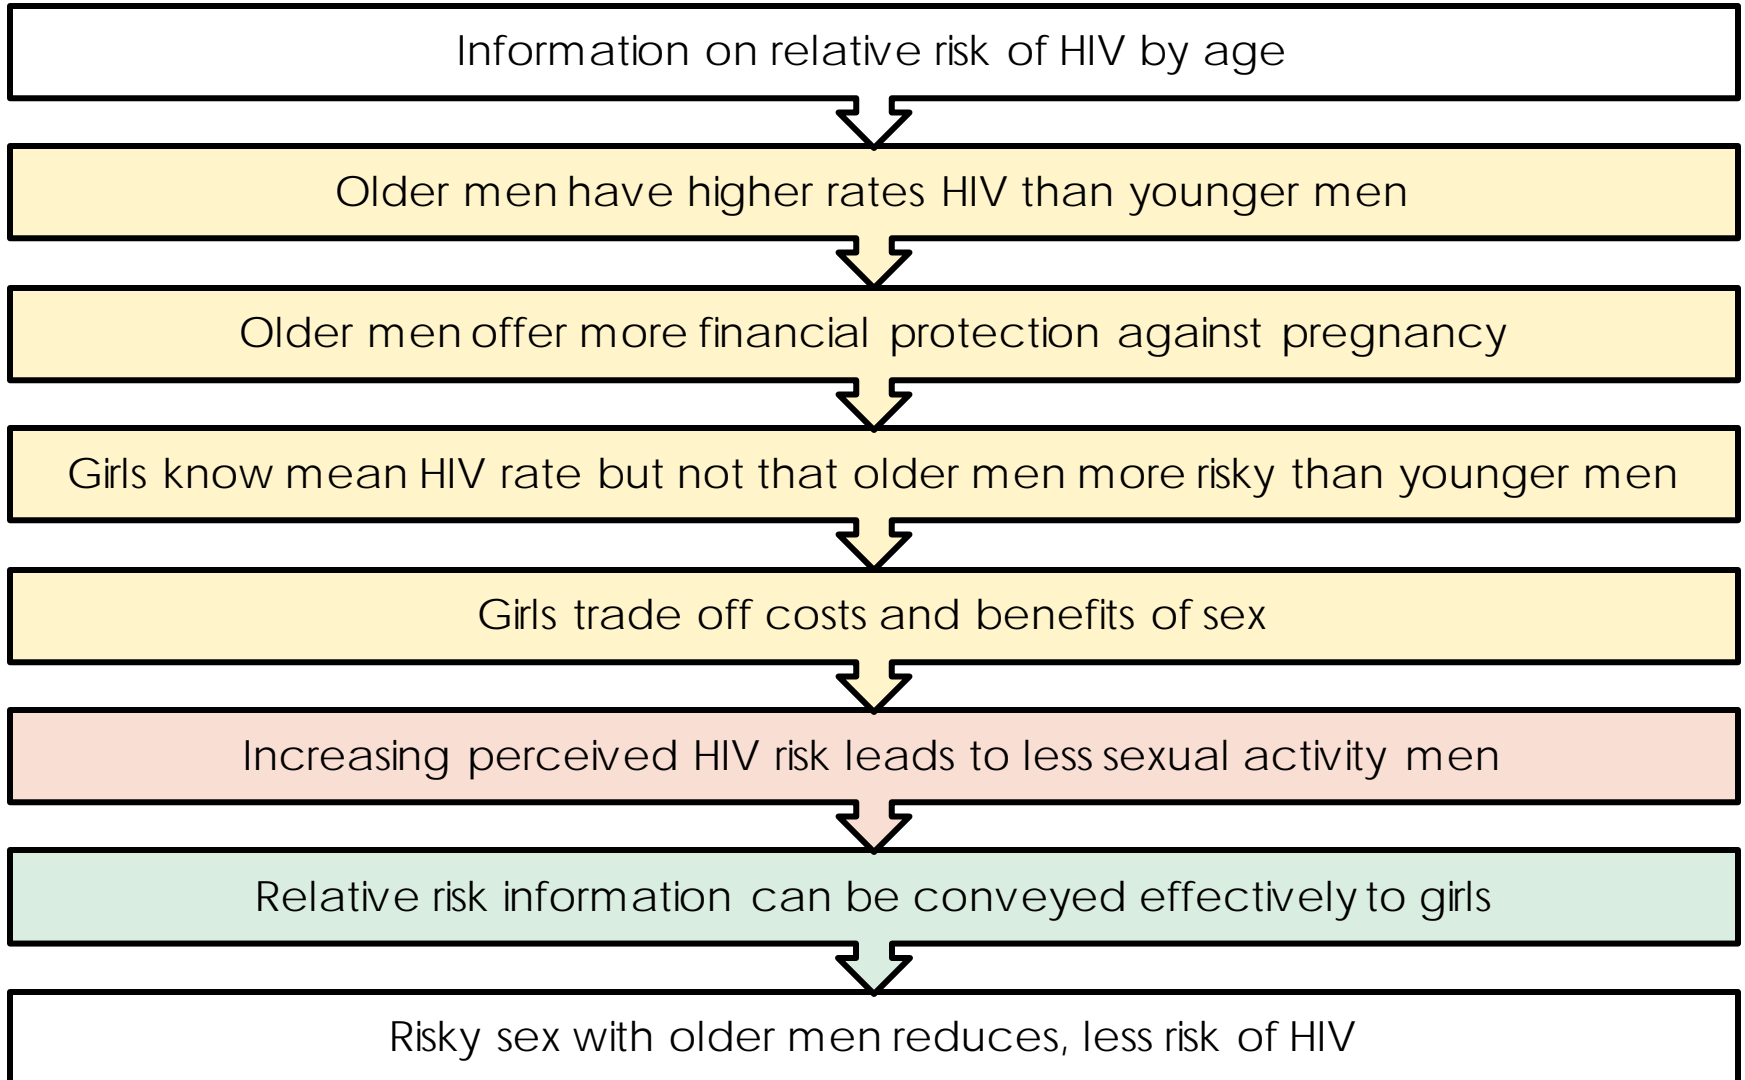 Information on relative risk of HIV by age
Older men have higher rates HIV than younger men
Older men offer more financial protection against pregnancy
Girls know mean HIV rate but not that older men more risky than younger men
Girls trade off costs and benefits of sex
Increasing perceived HIV risk leads to less sexual activity men
Relative risk information can be conveyed effectively to girls
Risky sex with older men reduces, less risk of HIV